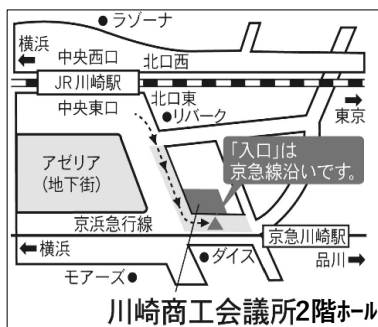 ●ラゾーナ
横浜
中央西口
北口西
JR川崎駅
中央東口
北口東
●リバーク
東京
アゼリア
(地下街)
「入口」は
京急線沿いです。
京浜急行線
京急川崎駅
横浜
●ダイス
品川
モアーズ●
川崎商工会議所2階ホール